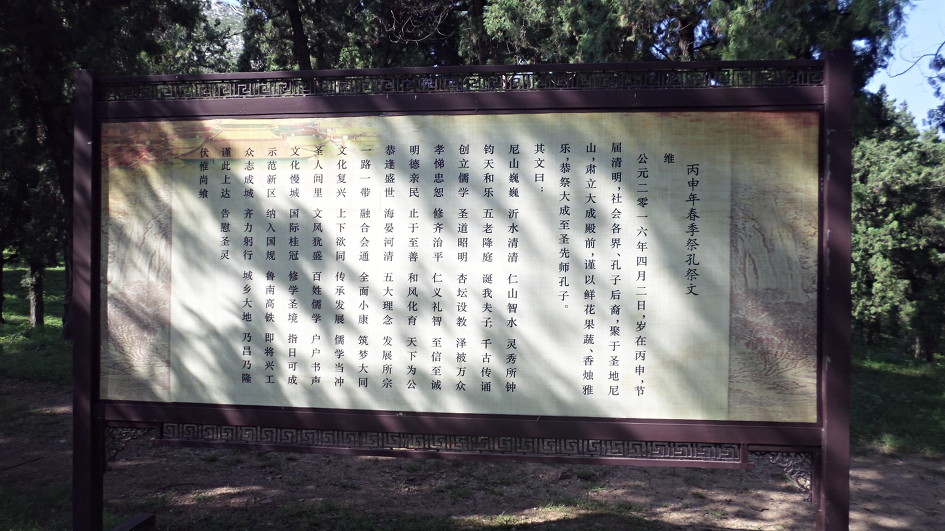 丙申年春季祭孔祭文
维
公元二零一六年四月二日，岁在丙申，节
届清明，社会各界、孔子后裔，聚于圣地尼
山，肃立大成殿前，谨以鲜花果蔬、香烛雅
乐，恭祭大成至圣先师孔子。
其文曰：
尼山巍巍 沂水清清 仁山智水 灵秀所钟
钧天和乐 五老降庭 诞我夫子 千古传诵
创立儒学 圣道昭明 杏坛设教 泽被万众
孝悌忠恕 修齐治平 仁义礼智 至信至诚
明德亲民 止于至善 和风化育 天下为公
恭逢盛世 海晏河清 五大理念 发展所宗
一路一带 融合会通 全面小康 筑梦大同
文化复兴 上下欲同 传承发展 儒学当冲
圣人阙里 文风犹盛 百姓儒学 户户书声
文化慢城 国际桂冠 修学圣境 指日可成
示范新区 纳入国规 鲁南高铁 即将兴工
众志成城 齐力躬行 城乡大地 乃昌乃隆
谨此上达 告慰圣灵
伏惟尚飨